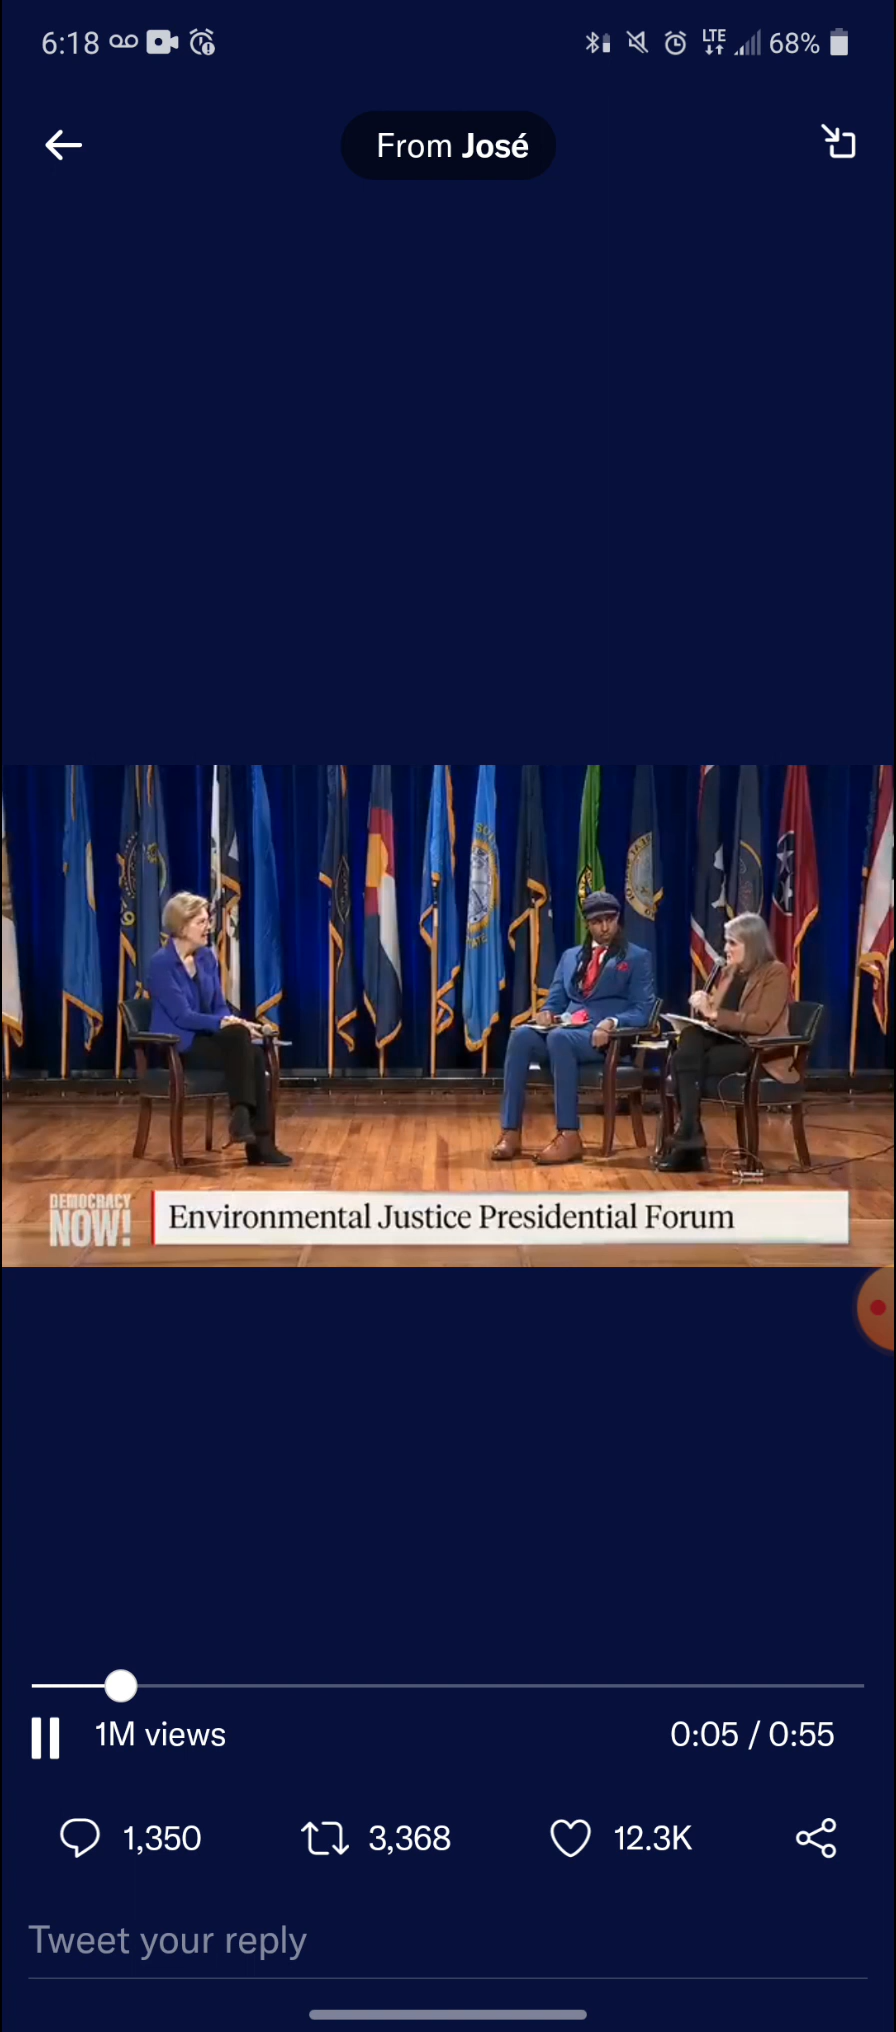 6:18
LTE
68%
From José
DEMOCRACY
NOW!
Environmental Justice Presidential Forum
1M views
0:05 / 0:55
1,350
3,368
12.3K
Tweet your reply